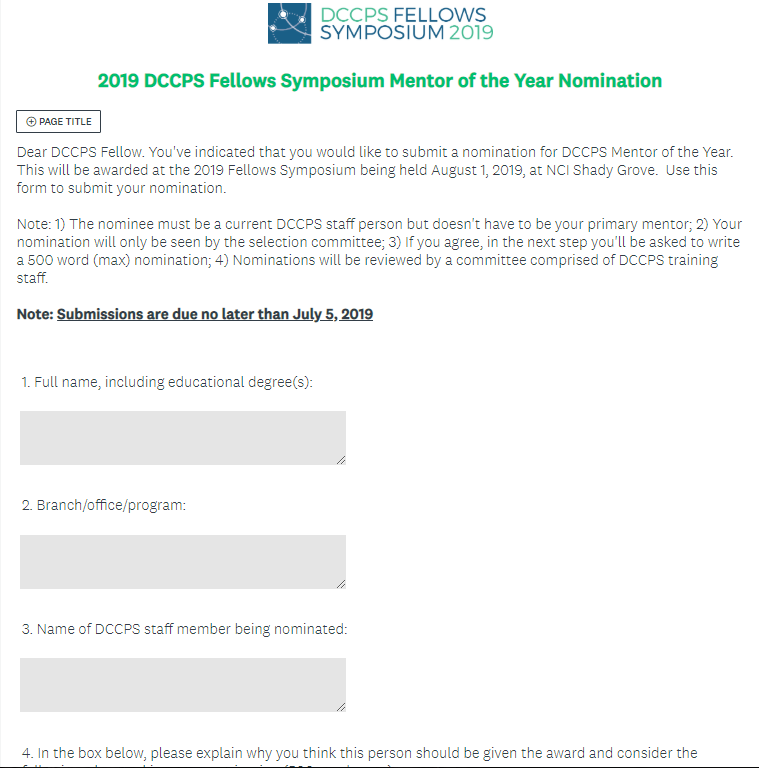 DCCPS FELLOWS
SYMPOSIUM 2019
2019 DCCPS Fellows Symposium Mentor of the Year Nomination
PAGE TITLE
Dear DCCPS Fellow. You've indicated that you would like to submit a nomination for DCCPS Mentor of the Year.
This will be awarded at the 2019 Fellows Symposium being held August 1, 2019, at NCI Shady Grove.  Use this
form to submit your nomination.
Note: 1) The nominee must be a current DCCPS staff person but doesn't have to be your primary mentor; 2) Your
nomination will only be seen by the selection committee; 3) If you agree, in the next step you'll be asked to write
a 500 word (max) nomination; 4) Nominations will be reviewed by a committee comprised of DCCPS training
staff.
Note: Submissions are due no later than July 5, 2019
1. Full name, including educational degree(s):
2. Branch/office/program:
3. Name of DCCPS staff member being nominated:
4. In the box below, please explain why you think this person should be given the award and consider the